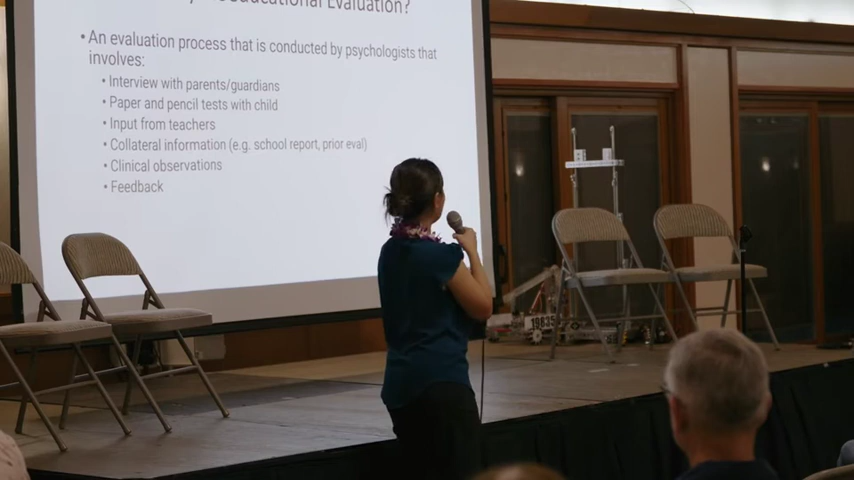 Evaluation?
• An evaluation process that is conducted by psychologists that
involves:
• Interview with parents/guardians
• Paper and pencil tests with child
• Input from teachers
• Collateral information (e.g. school report, prior eval)
• Clinical observations
• Feedback